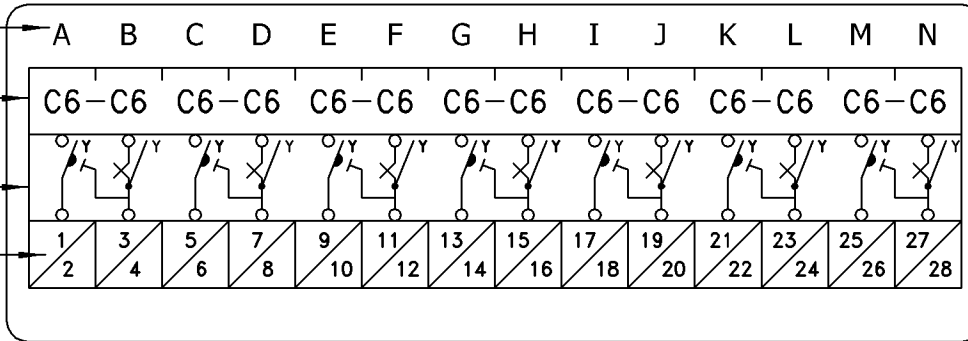 A B C D E F G H I J K L M N
C6-C6 C6-C6 C6-C6 C6-C6 C6-C6 C6-C6 C6-C6
Y Y Y Y Y Y Y Y Y Y Y Y Y Y
1 3 5 7 9 11 13 15 17 19 21 23 25 27
2 4 6 8 10 12 14 16 18 20 22 24 26 28